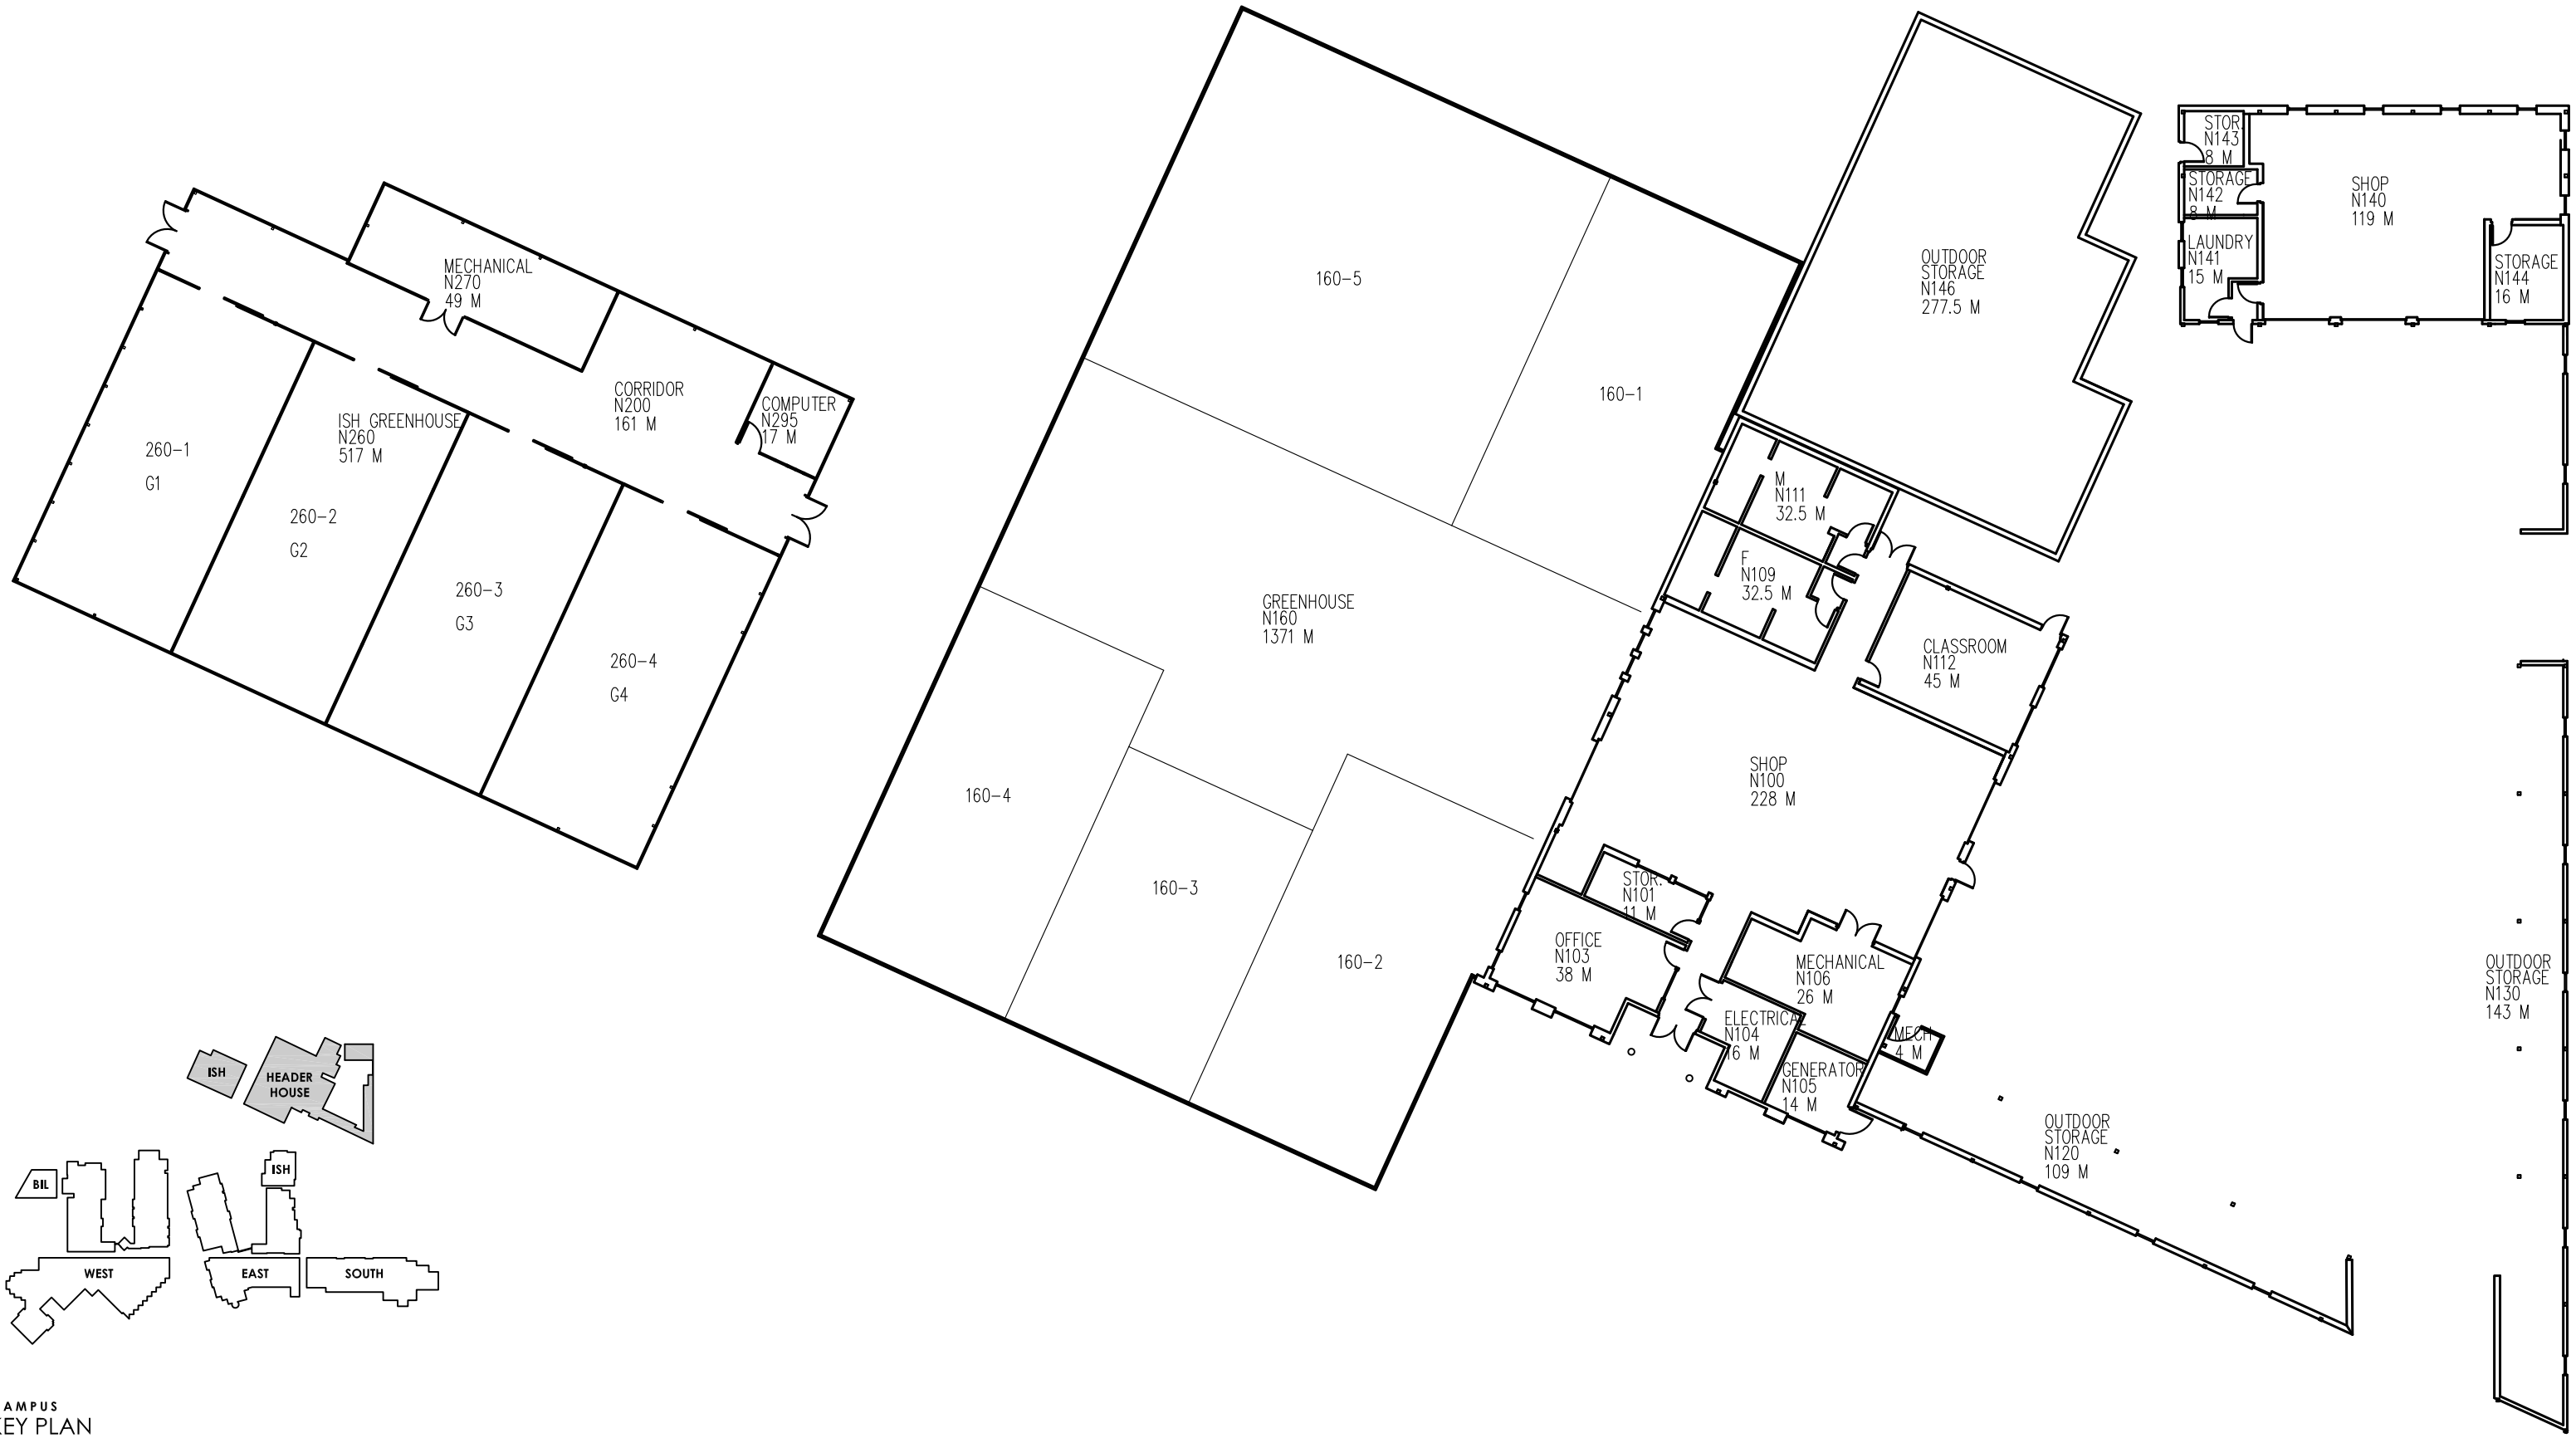 MECHANICAL
N270
49 M
CORRIDOR
N200
161 M
COMPUTER
N295
17 M
ISH GREENHOUSE
N260
517 M
260-1
G1
260-2
G2
260-3
G3
260-4
G4
160-5
160-1
GREENHOUSE
N160
1371 M
160-4
160-3
160-2
OUTDOOR
STORAGE
N146
277.5 M
STOR.
N143
8 M
STORAGE
N142
8 M
LAUNDRY
N141
15 M
SHOP
N140
119 M
STORAGE
N144
16 M
M
N111
32.5 M
F
N109
32.5 M
CLASSROOM
N112
45 M
SHOP
N100
228 M
STOR.
N101
11 M
OFFICE
N103
38 M
MECHANICAL
N106
26 M
ELECTRICAL
N104
16 M
MECH
4 M
GENERATOR
N105
14 M
OUTDOOR
STORAGE
N120
109 M
OUTDOOR
STORAGE
N130
143 M
ISH
HEADER
HOUSE
BIL
ISH
WEST
EAST
SOUTH
AMPUS
KEY PLAN